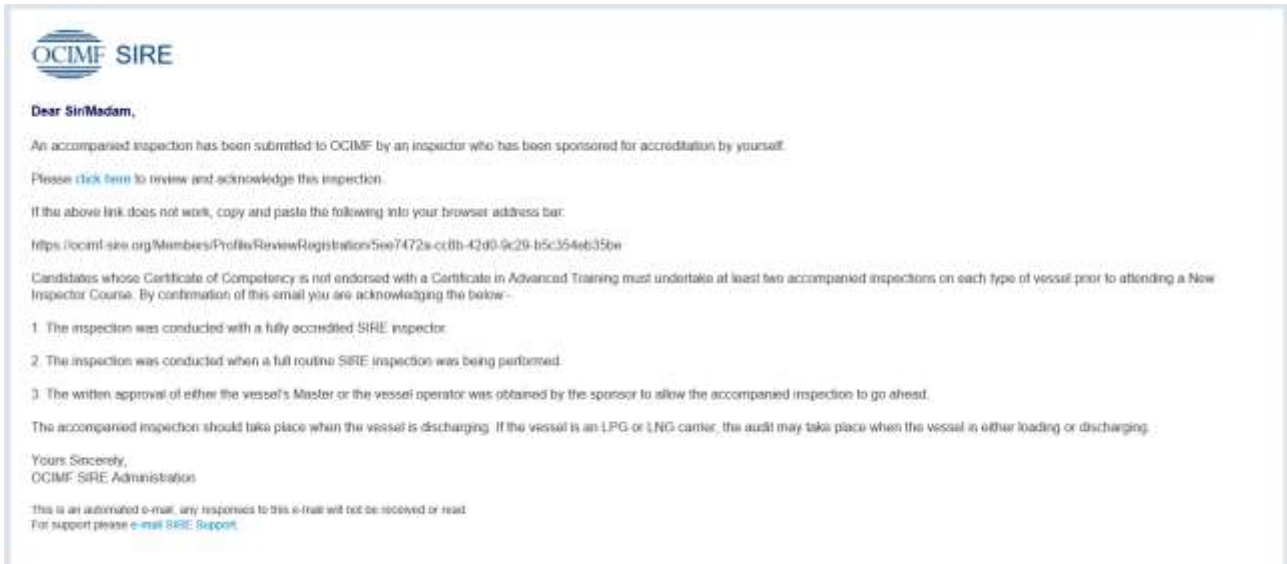 OCIMF SIRE
Dear Sir/Madam,
An accompanied inspection has been submitted to OCIMF by an inspector who has been sponsored for accreditation by yourself.
Please click here to review and acknowledge this inspection.
If the above link does not work, copy and paste the following into your browser address bar:
https://ocimf-sire.org/Members/Profile/ReviewRegistration/5ee7472a-cc8b-42d0-9c29-b5c354eb35be
Candidates whose Certificate of Competency is not endorsed with a Certificate in Advanced Training must undertake at least two accompanied inspections on each type of vessel prior to attending a New
Inspector Course. By confirmation of this email you are acknowledging the below:-
1. The inspection was conducted with a fully accredited SIRE inspector.
2. The inspection was conducted when a full routine SIRE inspection was being performed.
3. The written approval of either the vessel's Master or the vessel operator was obtained by the sponsor to allow the accompanied inspection to go ahead.
The accompanied inspection should take place when the vessel is discharging. If the vessel is an LPG or LNG carrier, the audit may take place when the vessel is either loading or discharging.
Yours Sincerely,
OCIMF SIRE Administration
This is an automated e-mail, any responses to this e-mail will not be received or read.
For support please e-mail SIRE Support.